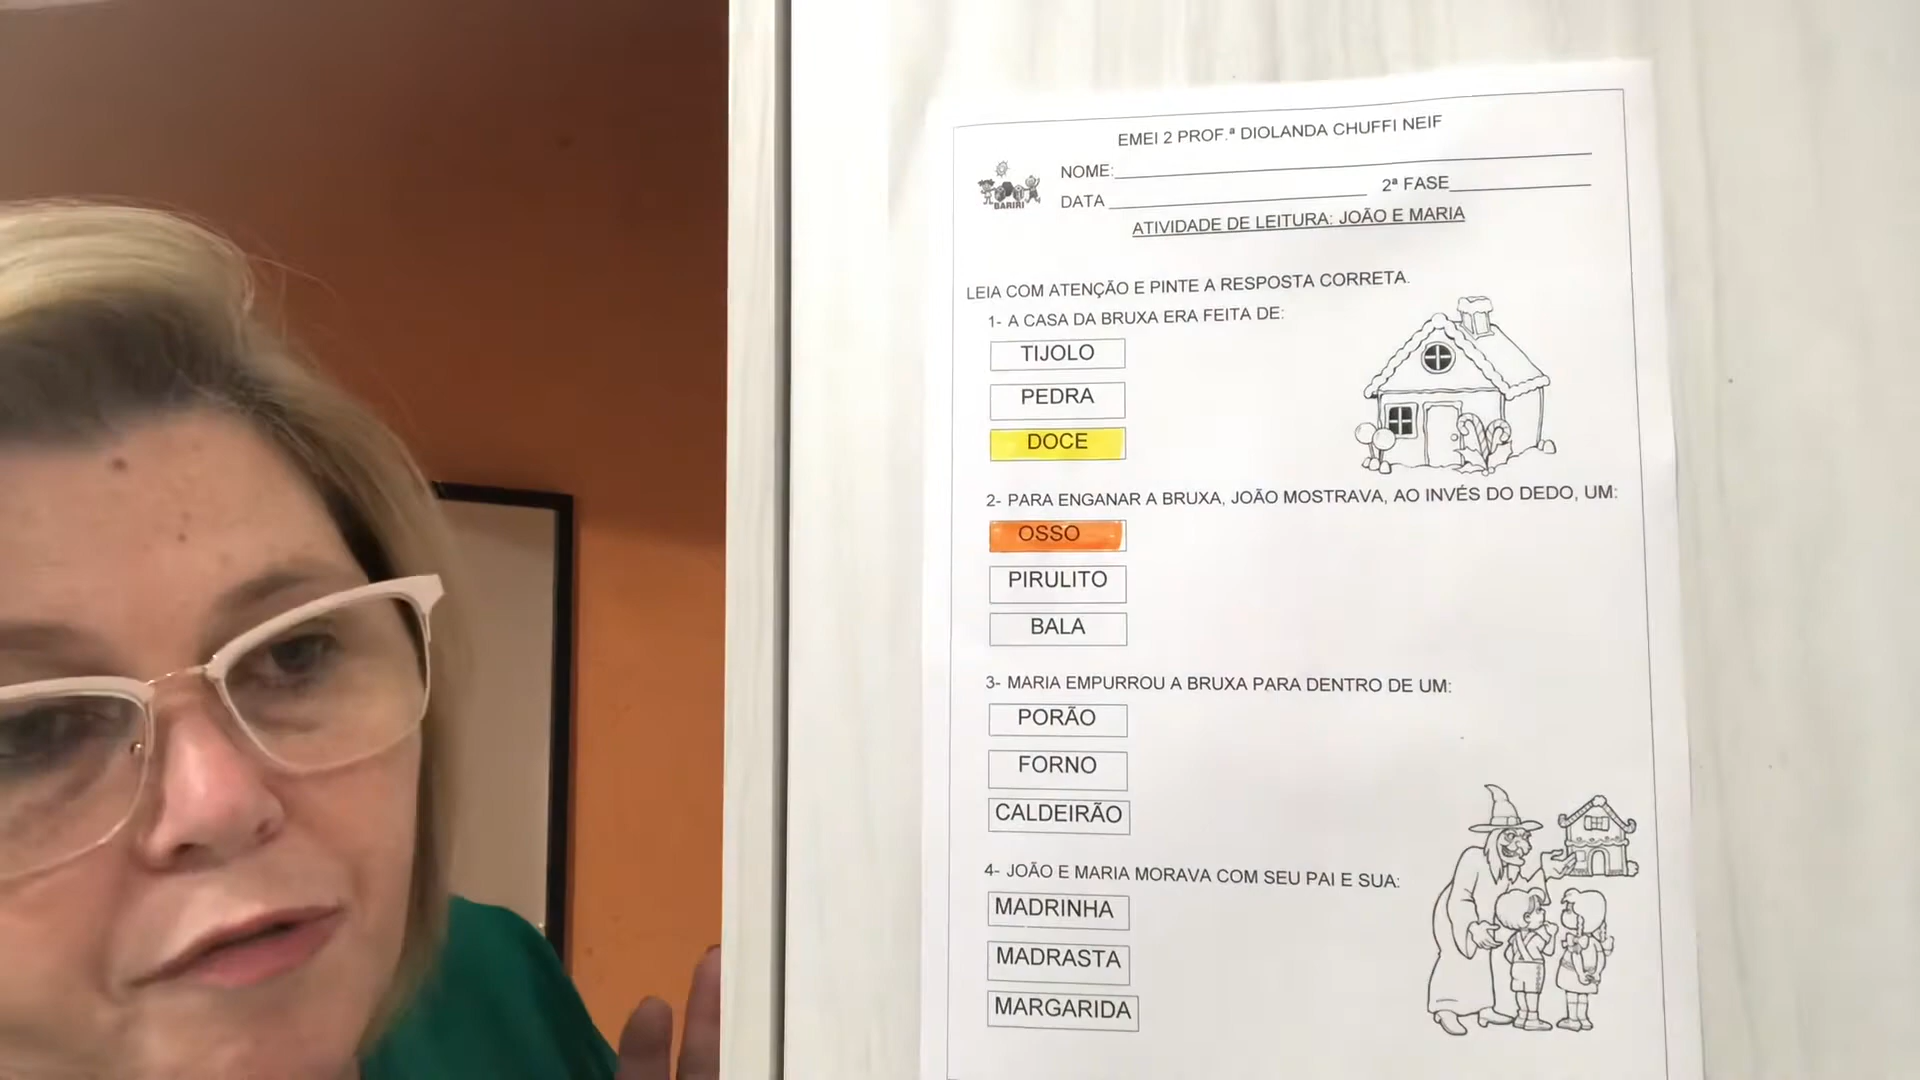 EMEI 2 PROF.ª DIOLANDA CHUFFI NEIF
NOME:
DATA 2ª FASE
BARIRI
ATIVIDADE DE LEITURA: JOÃO E MARIA
LEIA COM ATENÇÃO E PINTE A RESPOSTA CORRETA.
1- A CASA DA BRUXA ERA FEITA DE:
TIJOLO
PEDRA
DOCE
2- PARA ENGANAR A BRUXA, JOÃO MOSTRAVA, AO INVÉS DO DEDO, UM:
OSSO
PIRULITO
BALA
3- MARIA EMPURROU A BRUXA PARA DENTRO DE UM:
PORÃO
FORNO
CALDEIRÃO
4- JOÃO E MARIA MORAVA COM SEU PAI E SUA:
MADRINHA
MADRASTA
MARGARIDA